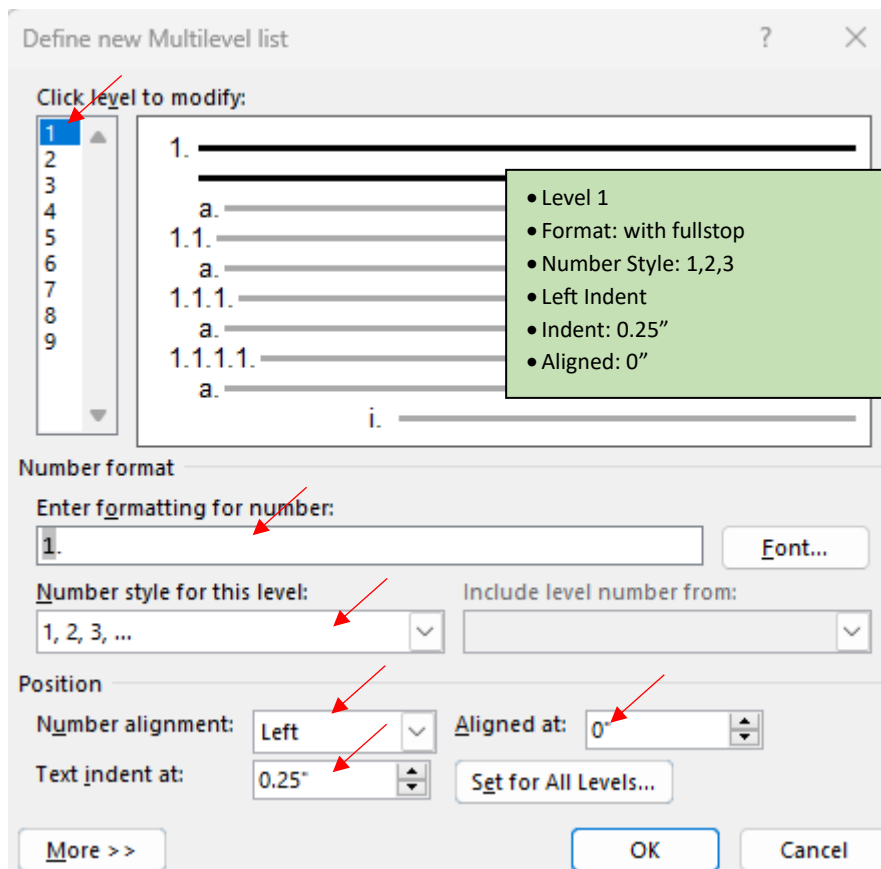 Define new Multilevel list
?
Click level to modify:
1
2
3
4
5
6
7
8
9
1.
a.
1.1.
a.
1.1.1.
a.
1.1.1.1.
a.
i.
• Level 1
• Format: with fullstop
• Number Style: 1,2,3
• Left Indent
• Indent: 0.25”
• Aligned: 0”
Number format
Enter formatting for number:
1.
Font...
Number style for this level:
Include level number from:
1, 2, 3, ...
Position
Number alignment:
Left
Aligned at:
0"
Text indent at:
0.25"
Set for All Levels...
More >>
OK
Cancel